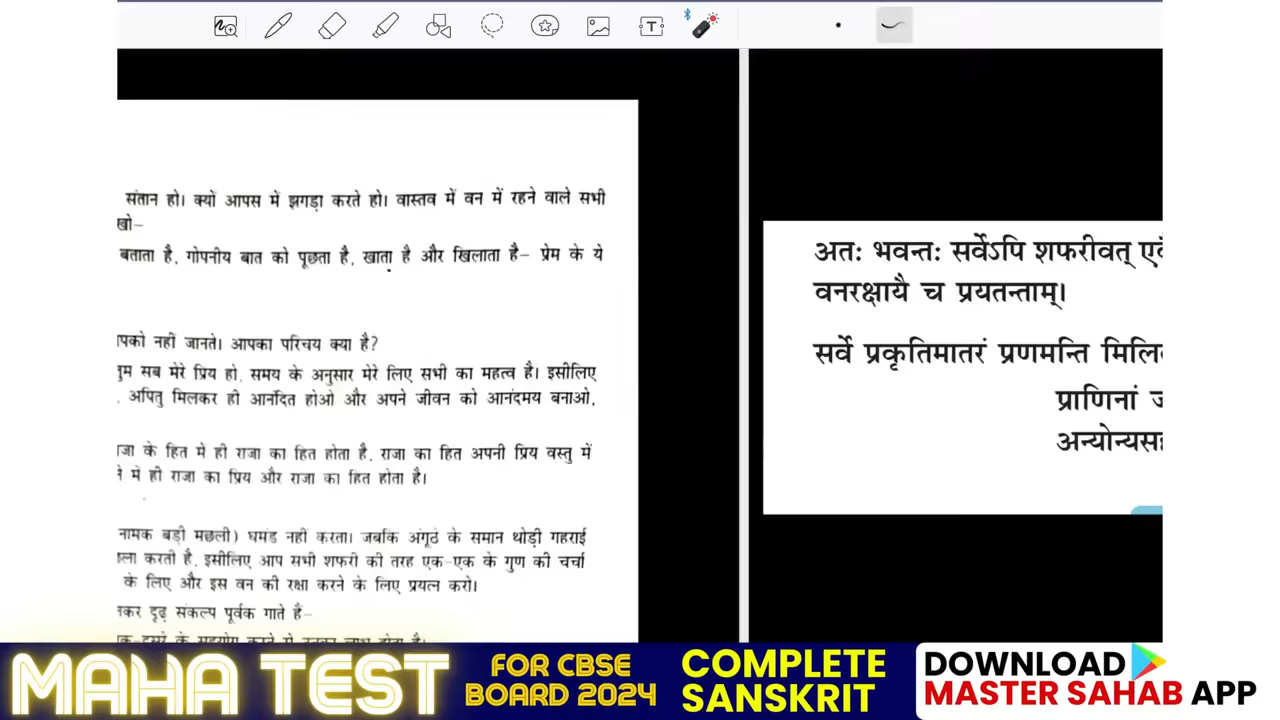 संतान हो। क्यों आपस में झगड़ा करते हो। वास्तव में वन में रहने वाले सभी
खो-
बताता है, गोपनीय बात को पूछता है, खाता है और खिलाता है- प्रेम के ये
पको नहीं जानते। आपका परिचय क्या है?
तुम सब मेरे प्रिय हो, समय के अनुसार मेरे लिए सभी का महत्व है। इसीलिए
, अपितु मिलकर ही आनंदित होओ और अपने जीवन को आनंदमय बनाओ,
के हित में ही राजा का हित होता है, राजा का हित अपनी प्रिय वस्तु में
में ही राजा का प्रिय और राजा का हित होता है।
नामक बड़ी मछली) घमंड नहीं करता। जबकि अंगूठे के समान थोड़ी गहराई
करती है, इसीलिए आप सभी शफरी की तरह एक-एक के गुण की चर्चा
के लिए और इस वन की रक्षा करने के लिए प्रयत्न करो।
दृढ़ संकल्प पूर्वक गाते हैं-
अतः भवन्तः सर्वेऽपि शफरीवत्
वनरक्षायै च प्रयतन्ताम्।
सर्वे प्रकृतिमातरं प्रणमन्ति
प्राणिनां
MAHA TEST
FOR CBSE
BOARD 2024
COMPLETE
SANSKRIT
DOWNLOAD
MASTER SAHAB APP